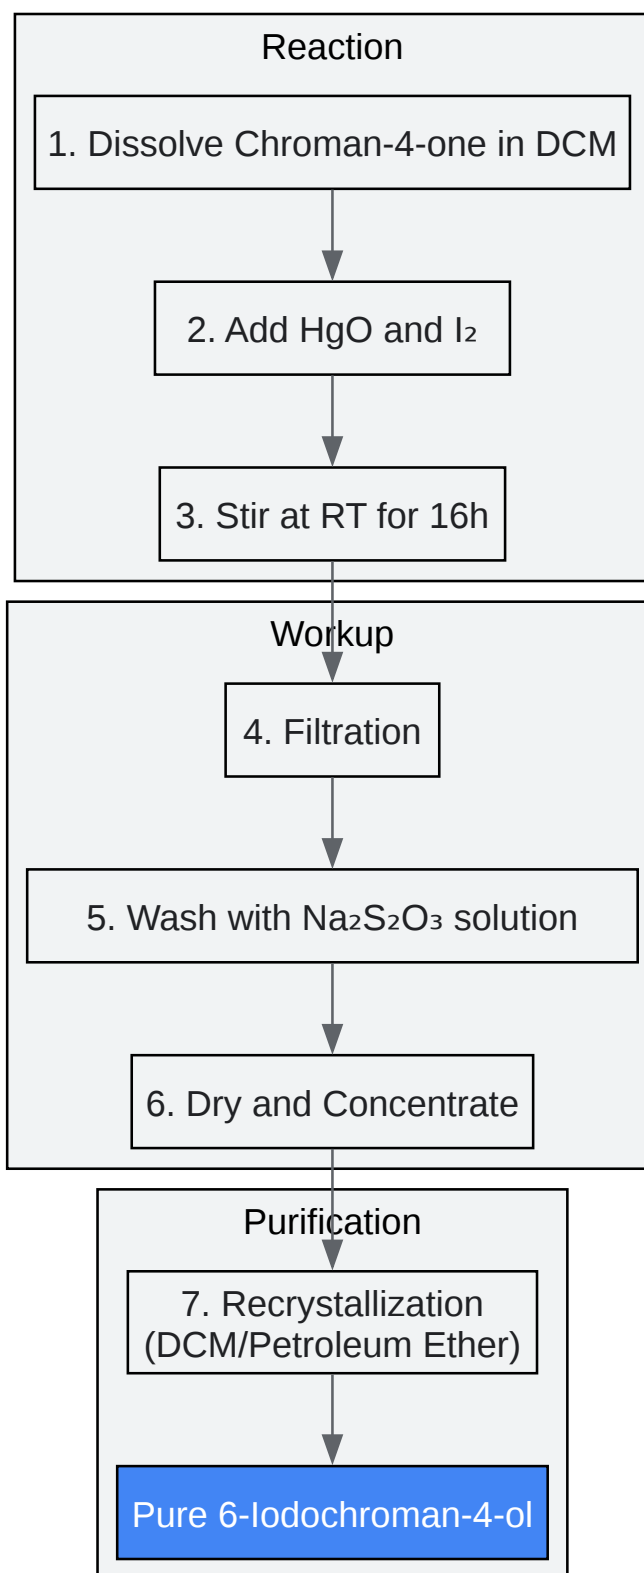 Reaction
1. Dissolve Chroman-4-one in DCM
2. Add HgO and I₂
3. Stir at RT for 16h
Workup
4. Filtration
5. Wash with Na₂S₂O₃ solution
6. Dry and Concentrate
Purification
7. Recrystallization
(DCM/Petroleum Ether)
Pure 6-Iodochroman-4-ol